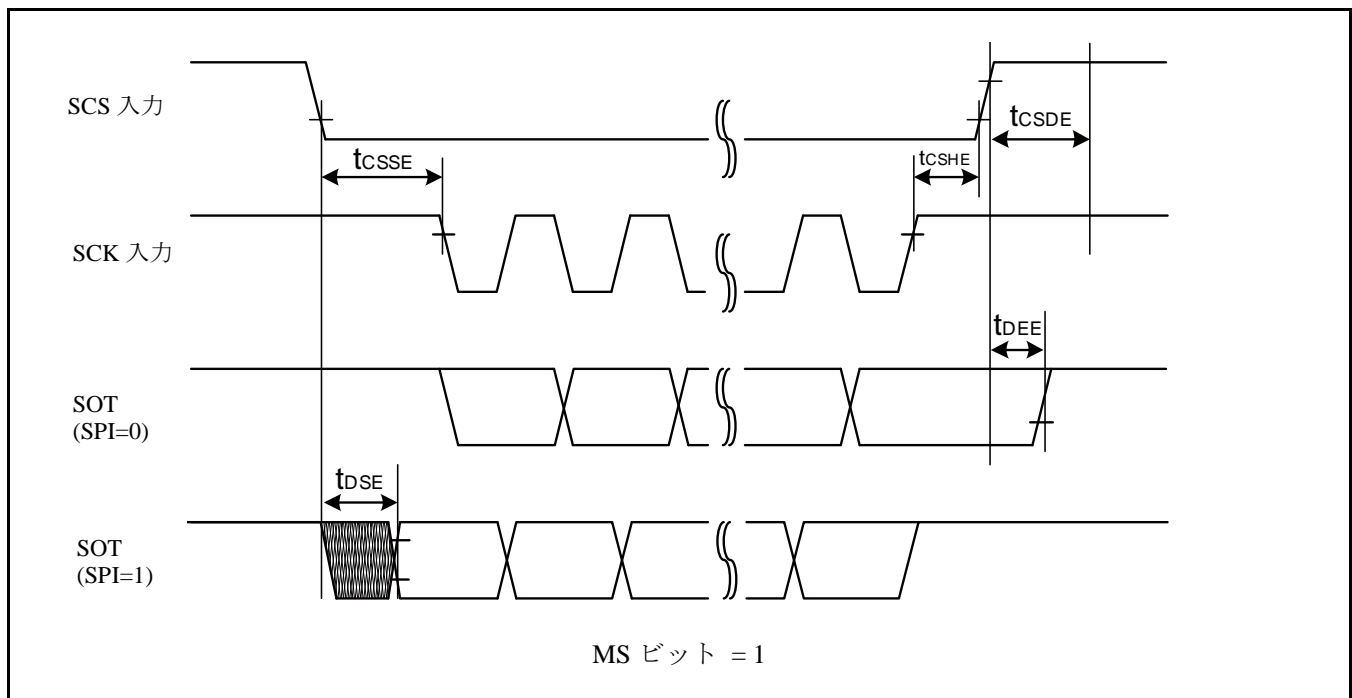 SCS 入力
tCSDE
tCSSE
tCSHE
SCK 入力
tDEE
SOT
(SPI=0)
tDSE
SOT
(SPI=1)
MS ビット = 1